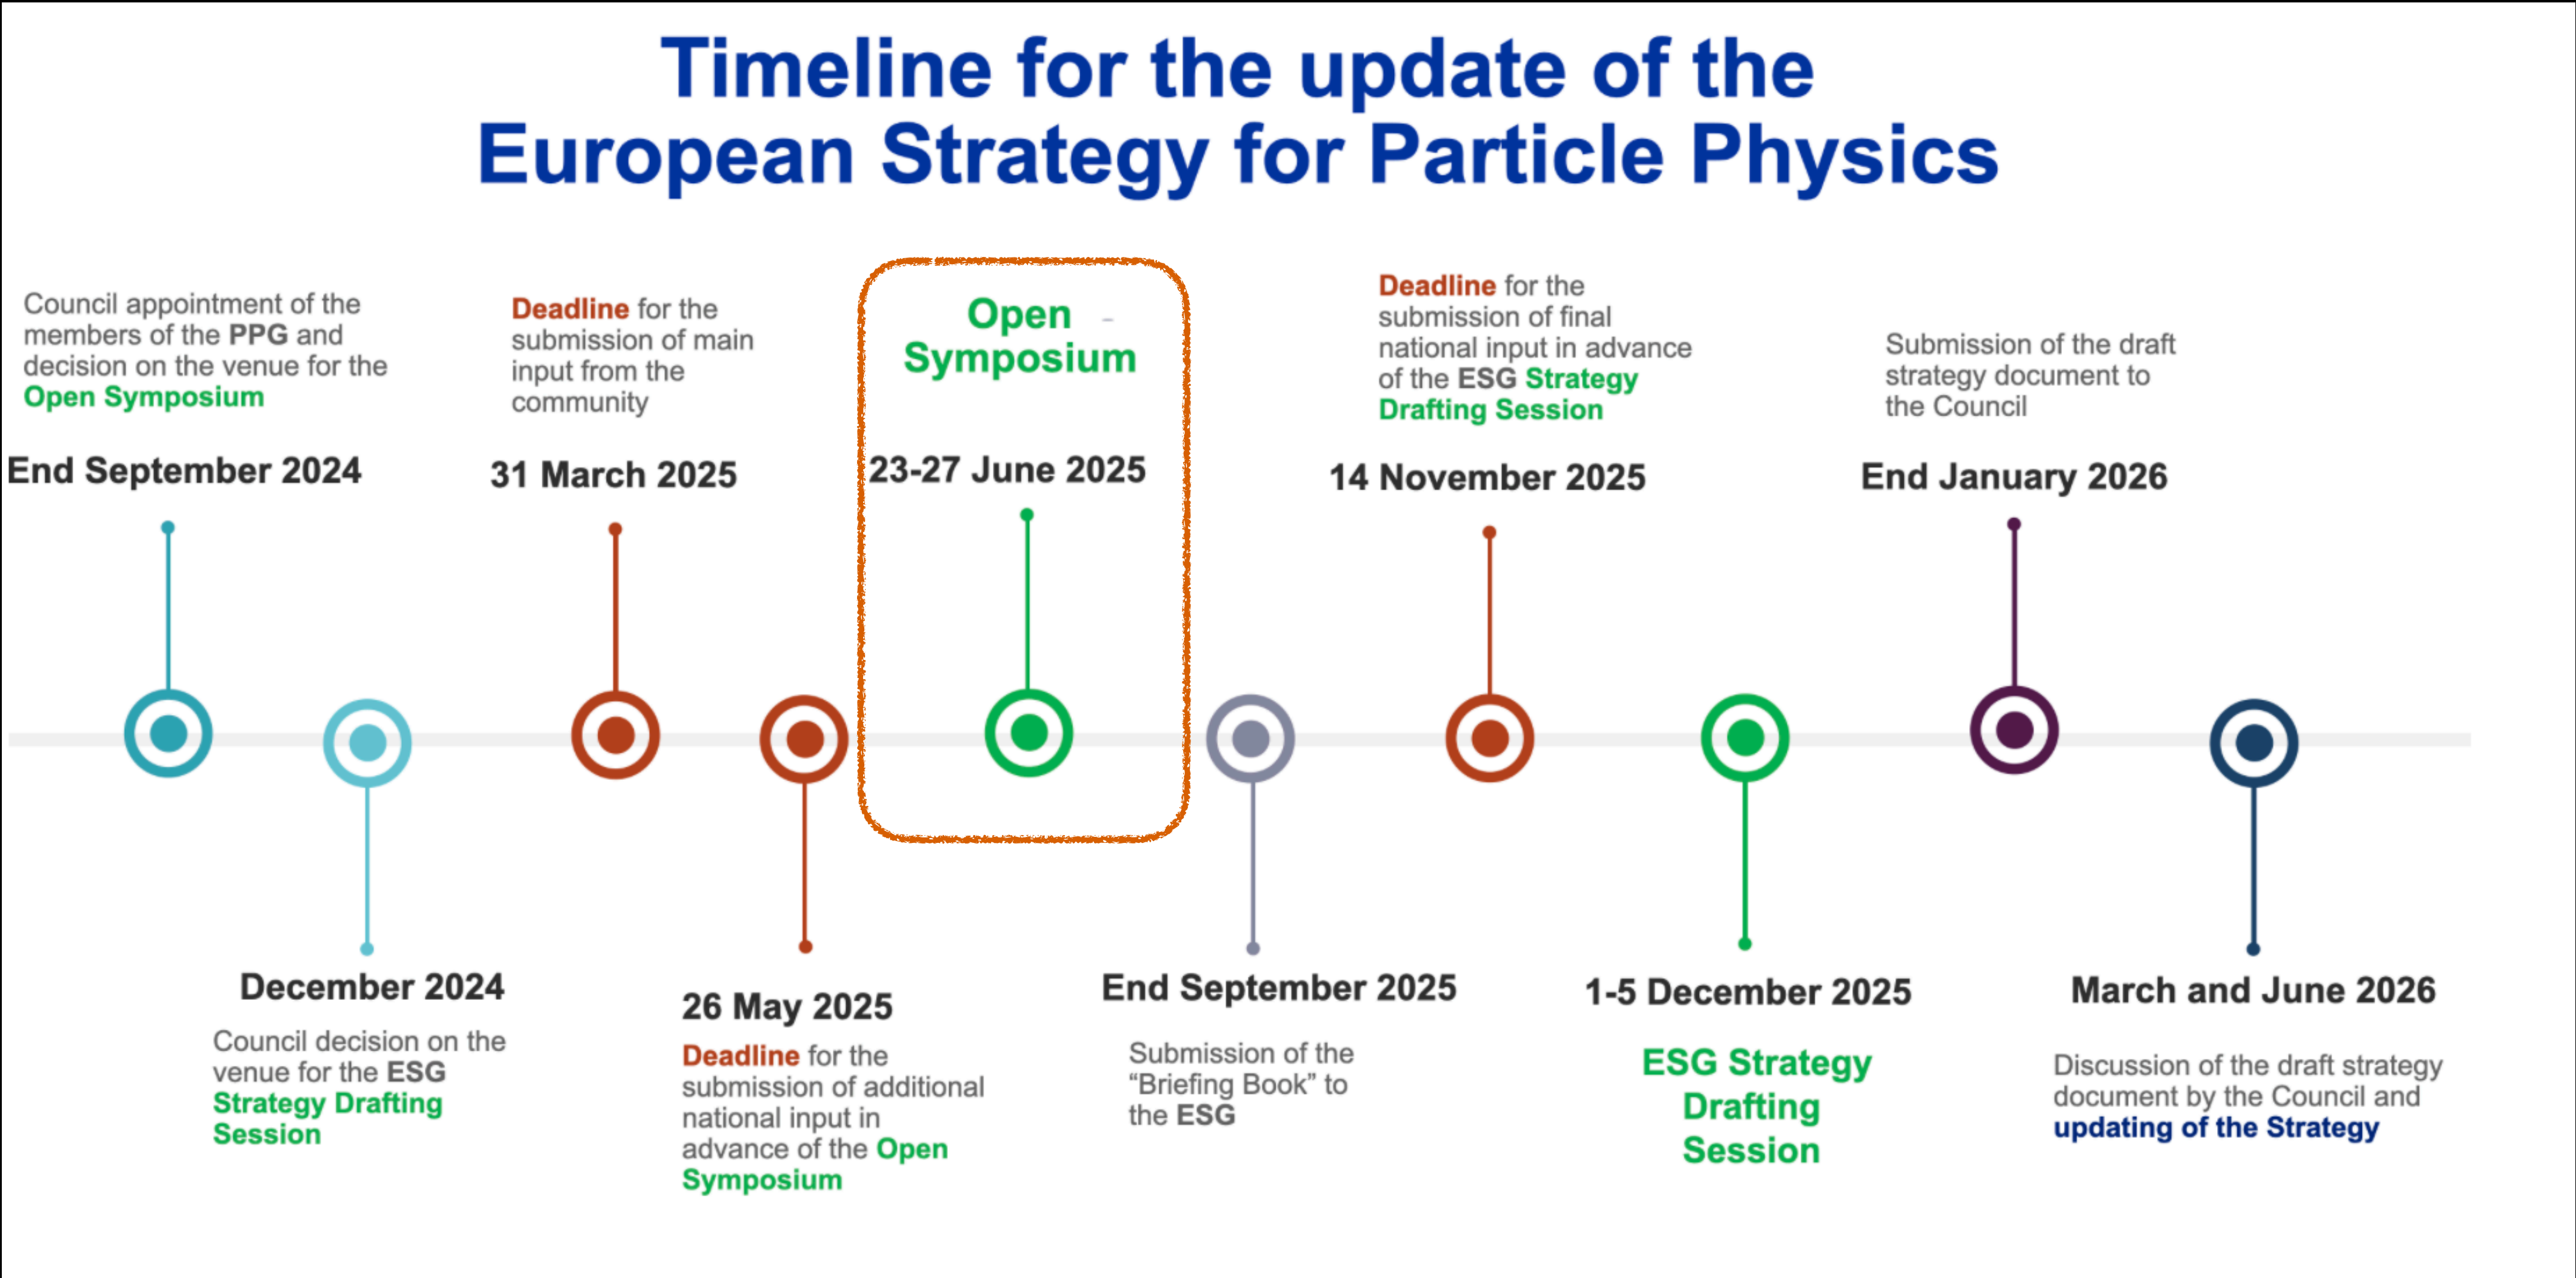 Timeline for the update of the
European Strategy for Particle Physics
Council appointment of the
members of the PPG and
decision on the venue for the
Open Symposium
End September 2024
December 2024
Council decision on the
venue for the ESG
Strategy Drafting
Session
Deadline for the
submission of main
input from the
community
31 March 2025
26 May 2025
Deadline for the
submission of additional
national input in
advance of the Open
Symposium
Open -
Symposium
23-27 June 2025
End September 2025
Submission of the
“Briefing Book” to
the ESG
Deadline for the
submission of final
national input in advance
of the ESG Strategy
Drafting Session
14 November 2025
1-5 December 2025
ESG Strategy
Drafting
Session
Submission of the draft
strategy document to
the Council
End January 2026
March and June 2026
Discussion of the draft strategy
document by the Council and
updating of the Strategy